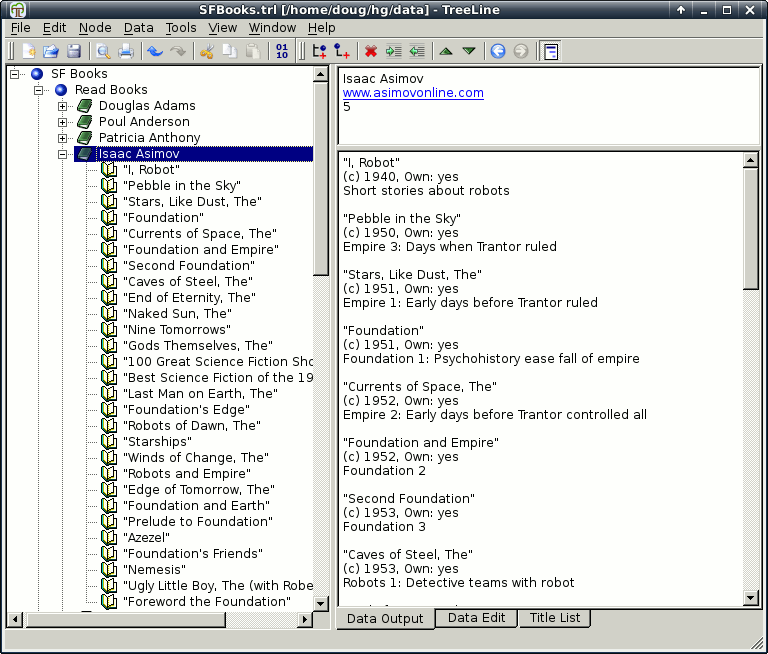 SFBooks.trl [/home/doug/hg/data] - TreeLine
File Edit Node Data Tools View Window Help
01
10
SF Books
Read Books
Douglas Adams
Poul Anderson
Patricia Anthony
Isaac Asimov
"I, Robot"
"Pebble in the Sky"
"Stars, Like Dust, The"
"Foundation"
"Currents of Space, The"
"Foundation and Empire"
"Second Foundation"
"Caves of Steel, The"
"End of Eternity, The"
"Naked Sun, The"
"Nine Tomorrows"
"Gods Themselves, The"
"100 Great Science Fiction Sho
"Best Science Fiction of the 19
"Last Man on Earth, The"
"Foundation's Edge"
"Robots of Dawn, The"
"Starships"
"Winds of Change, The"
"Robots and Empire"
"Edge of Tomorrow, The"
"Foundation and Earth"
"Prelude to Foundation"
"Azezel"
"Foundation's Friends"
"Nemesis"
"Ugly Little Boy, The (with Robe
"Foreword the Foundation"
Isaac Asimov
www.asimovonline.com
5
"I, Robot"
(c) 1940, Own: yes
Short stories about robots
"Pebble in the Sky"
(c) 1950, Own: yes
Empire 3: Days when Trantor ruled
"Stars, Like Dust, The"
(c) 1951, Own: yes
Empire 1: Early days before Trantor ruled
"Foundation"
(c) 1951, Own: yes
Foundation 1: Psychohistory ease fall of empire
"Currents of Space, The"
(c) 1952, Own: yes
Empire 2: Early days before Trantor controlled all
"Foundation and Empire"
(c) 1952, Own: yes
Foundation 2
"Second Foundation"
(c) 1953, Own: yes
Foundation 3
"Caves of Steel, The"
(c) 1953, Own: yes
Robots 1: Detective teams with robot
Data Output Data Edit Title List